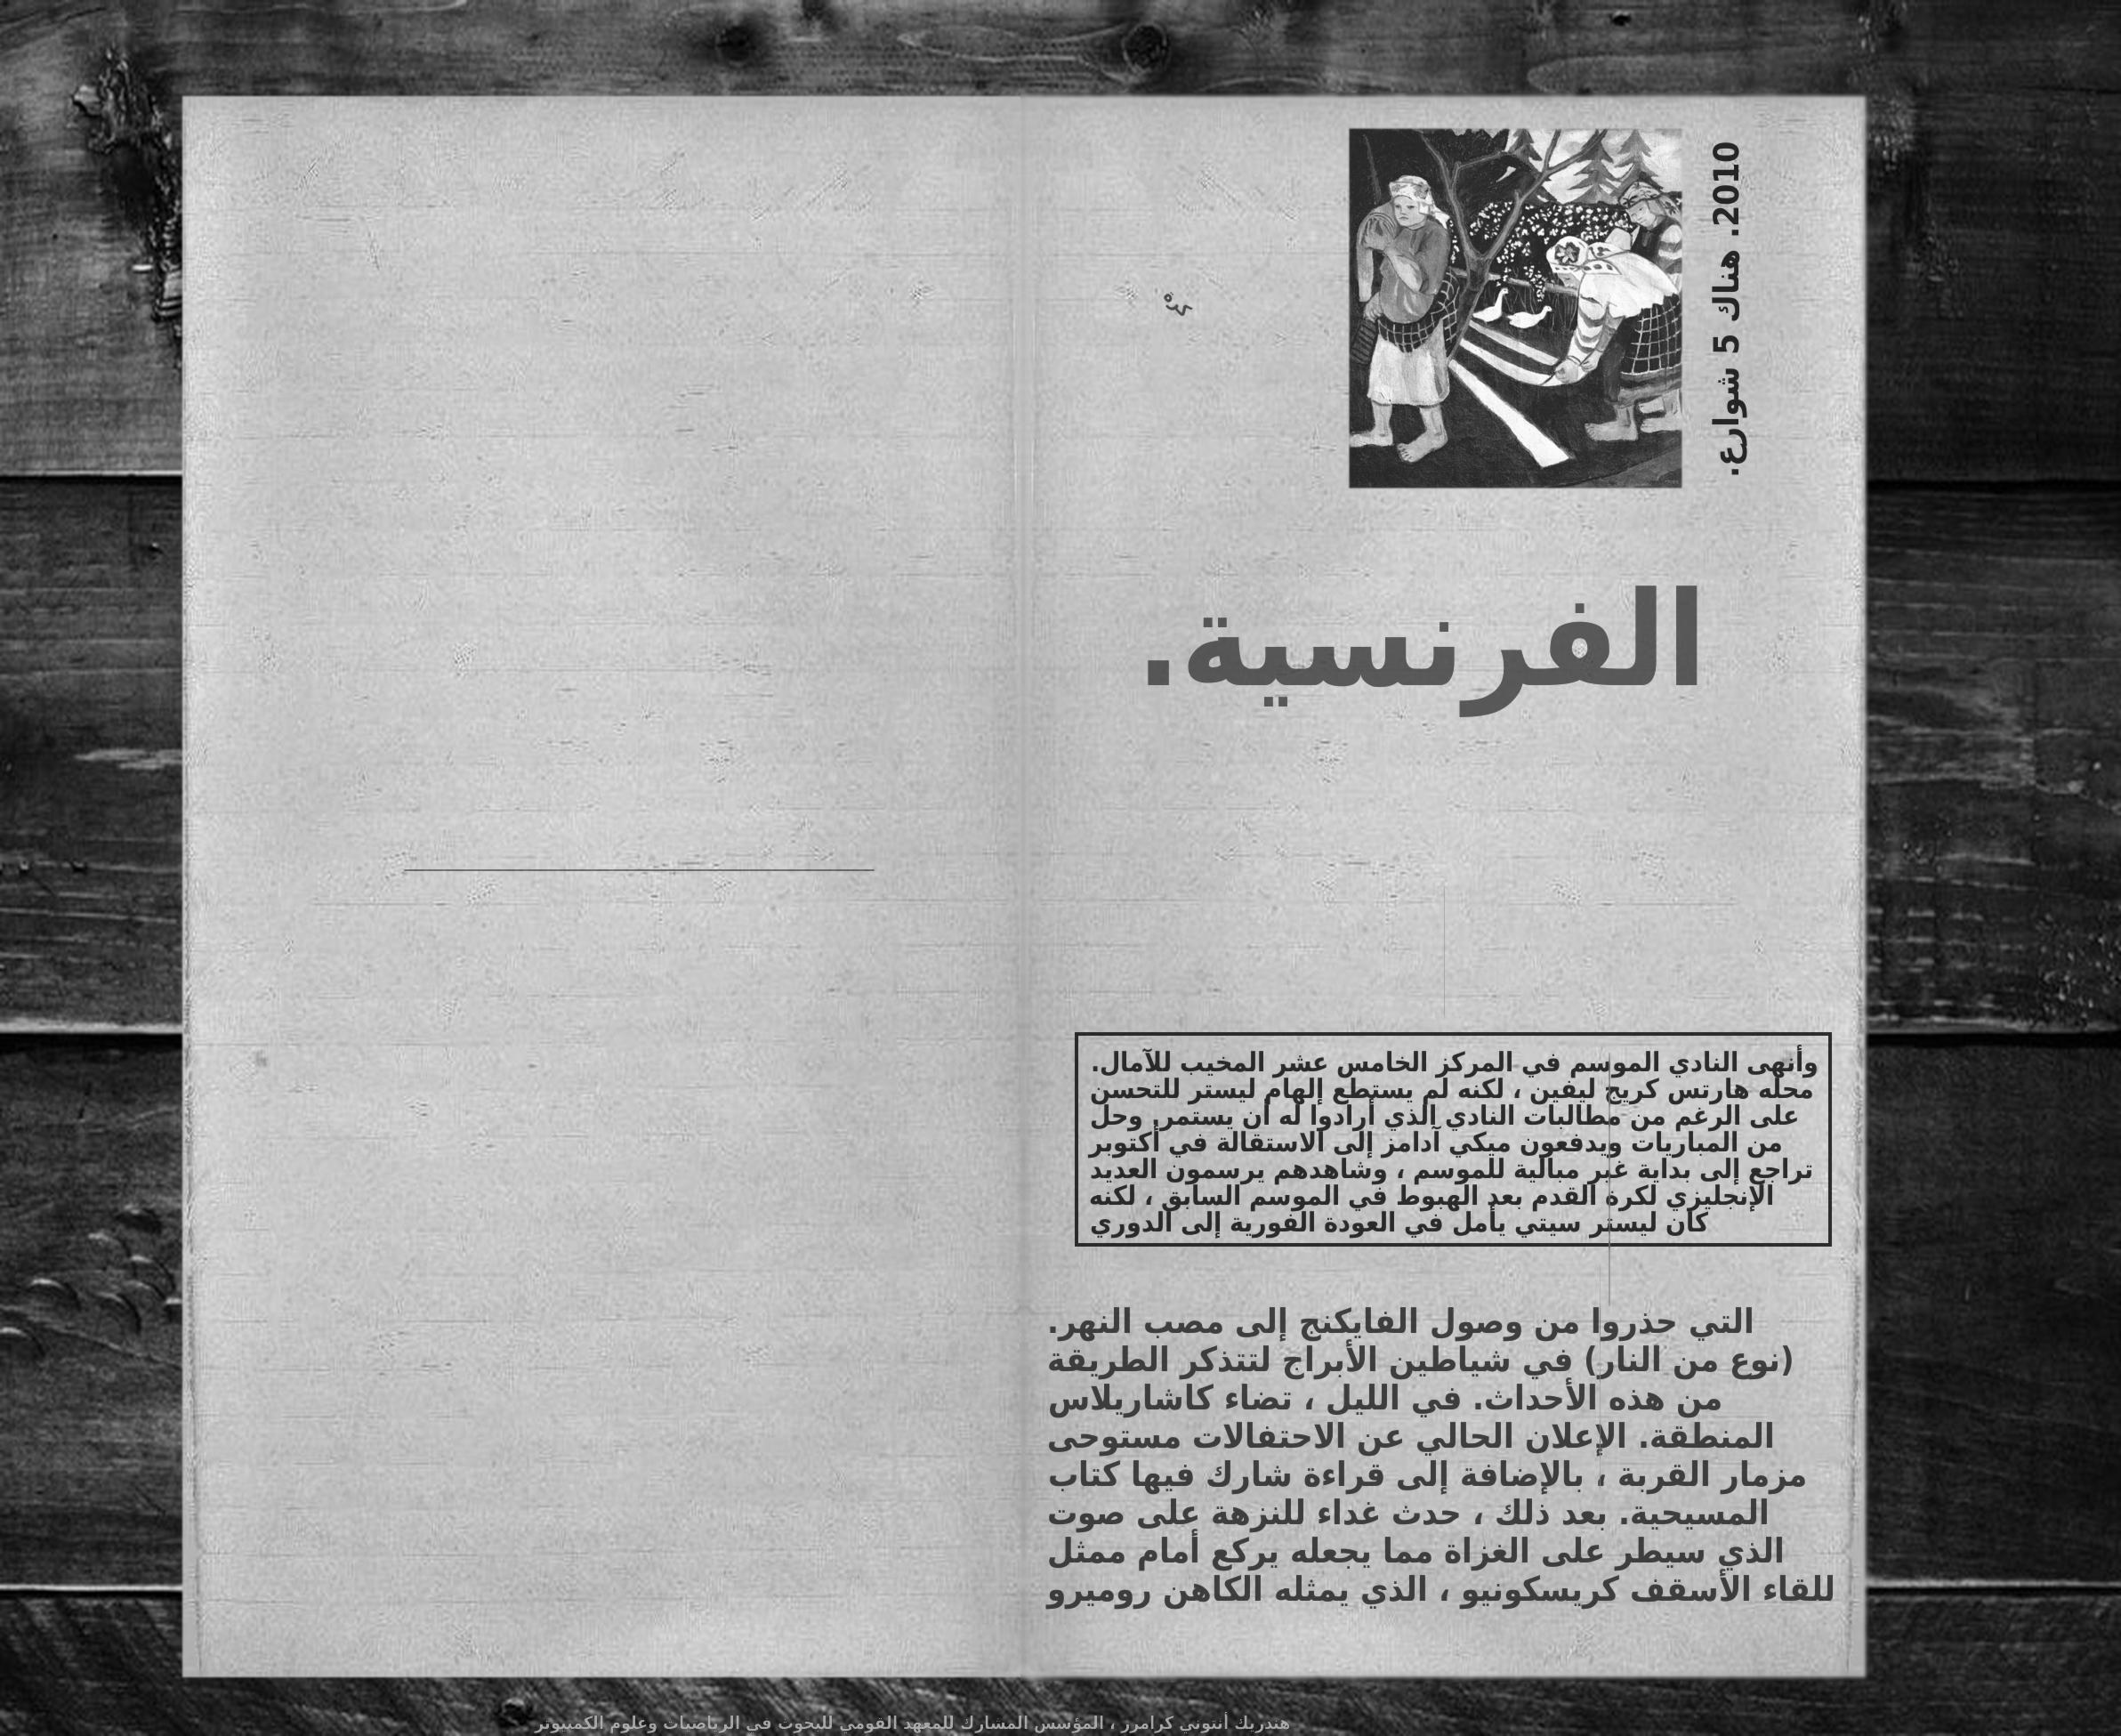 2010. هناك 5 شوارع.
الفرنسية.
وأنهى النادي الموسم في المركز الخامس عشر المخيب للآمال.
محله هارتس كريج ليفين ، لكنه لم يستطع إلهام ليستر للتحسن
على الرغم من مطالبات النادي الذي أرادوا له أن يستمر. وحل
من المباريات ويدفعون ميكي آدامز إلى الاستقالة في أكتوبر
تراجع إلى بداية غير مبالية للموسم ، وشاهدهم يرسمون العديد
الإنجليزي لكرة القدم بعد الهبوط في الموسم السابق ، لكنه
كان ليستر سيتي يأمل في العودة الفورية إلى الدوري
التي حذروا من وصول الفايكنج إلى مصب النهر.
(نوع من النار) في شياطين الأبراج لتتذكر الطريقة
من هذه الأحداث. في الليل ، تضاء كاشاريلاس
المنطقة. الإعلان الحالي عن الاحتفالات مستوحى
مزمار القربة ، بالإضافة إلى قراءة شارك فيها كتاب
المسيحية. بعد ذلك ، حدث غداء للنزهة على صوت
الذي سيطر على الغزاة مما يجعله يركع أمام ممثل
للقاء الأسقف كريسكونيو ، الذي يمثله الكاهن روميرو
هندريك أنتوني كرامرز ، المؤسس المشارك للمعهد القومي للبحوث في الرياضيات وعلوم الكمبيوتر